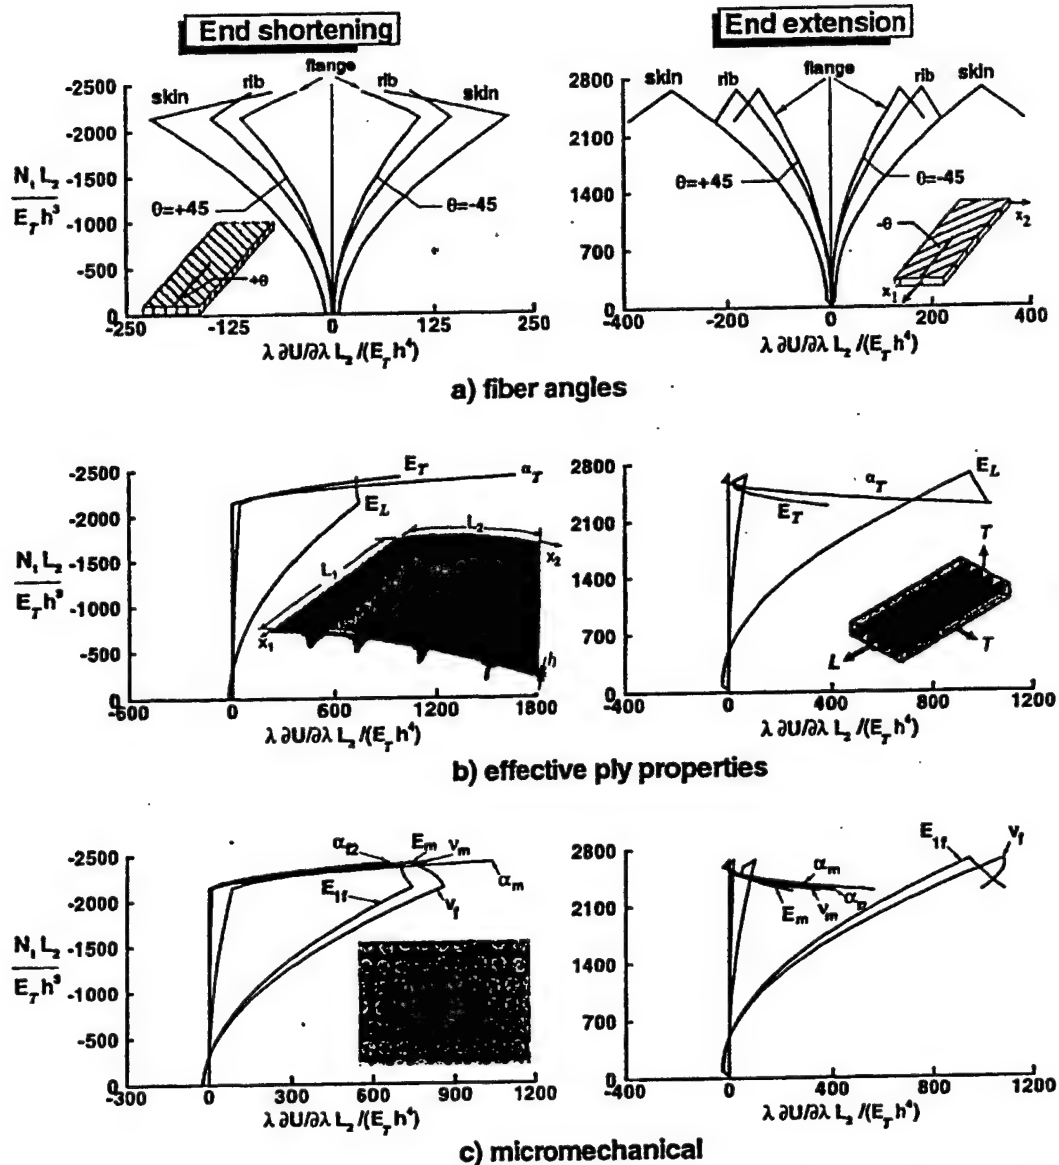 End shortening
End extension
-2500
-2000
-1500
-1000
-500
0
N₁ L₂
E_T h³
skin
rib
flange
rib
skin
θ=+45
θ=-45
+θ
-250
-125
0
125
250
λ ∂U/∂λ L₂ /(E_T h⁴)
2800
2100
1400
700
0
skin
rib
flange
rib
skin
θ=+45
θ=-45
-θ
x₂
x₁
-400
-200
0
200
400
λ ∂U/∂λ L₂ /(E_T h⁴)
a) fiber angles
-2500
-2000
-1500
-1000
-500
0
N₁ L₂
E_T h³
E_T
α_T
E_L
L₂
x₂
L₁
x₁
h
-600
0
600
1200
1800
λ ∂U/∂λ L₂ /(E_T h⁴)
2800
2100
1400
700
0
E_L
α_T
E_T
T
L
T
-400
0
400
800
1200
λ ∂U/∂λ L₂ /(E_T h⁴)
b) effective ply properties
-2500
-2000
-1500
-1000
-500
0
N₁ L₂
E_T h³
α_f2
E_m
ν_m
α_m
E_1f
ν_f
-300
0
300
600
900
1200
λ ∂U/∂λ L₂ /(E_T h⁴)
2800
2100
1400
700
0
E_1f
ν_f
α_m
α_f2
E_m
ν_m
-400
0
400
800
1200
λ ∂U/∂λ L₂ /(E_T h⁴)
c) micromechanical